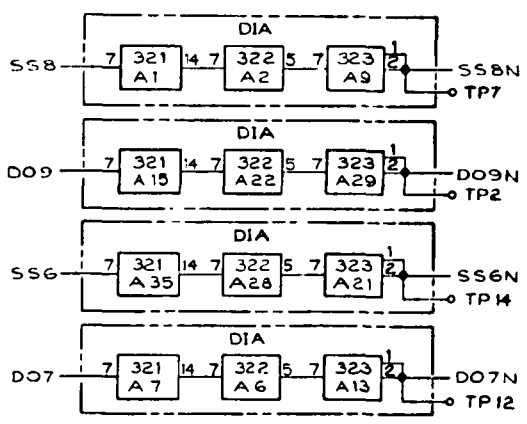 DIA
SS8 7 321 A1 14 7 322 A2 5 7 323 A9 1 2 SS8N
TP7
DIA
DO9 7 321 A15 14 7 322 A22 5 7 323 A29 1 2 DO9N
TP2
DIA
SS6 7 321 A35 14 7 322 A28 5 7 323 A21 1 2 SS6N
TP14
DIA
DO7 7 321 A7 14 7 322 A6 5 7 323 A13 1 2 DO7N
TP12